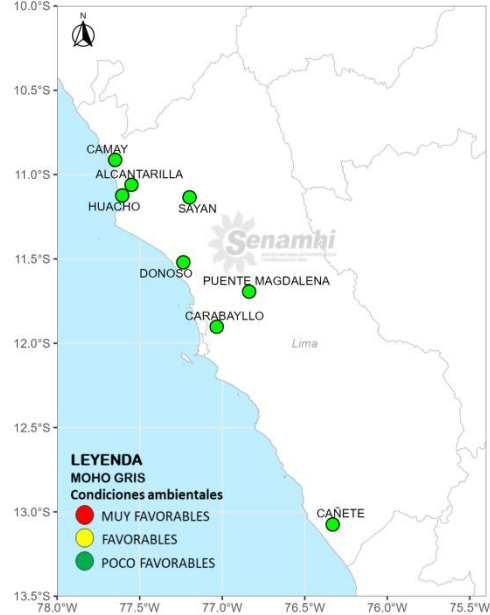 10.0°S
N
10.5°S
CAMAY
ALCANTARILLA
11.0°S
HUACHO
SAYAN
Senamhi
DONOSO
11.5°S
PUENTE MAGDALENA
CARABAYLLO
12.0°S
Lima
12.5°S
LEYENDA
MOHO GRIS
Condiciones ambientales
CAÑETE
13.0°S
MUY FAVORABLES
FAVORABLES
POCO FAVORABLES
13.5°S
78.0°W 77.5°W 77.0°W 76.5°W 76.0°W 75.5°W